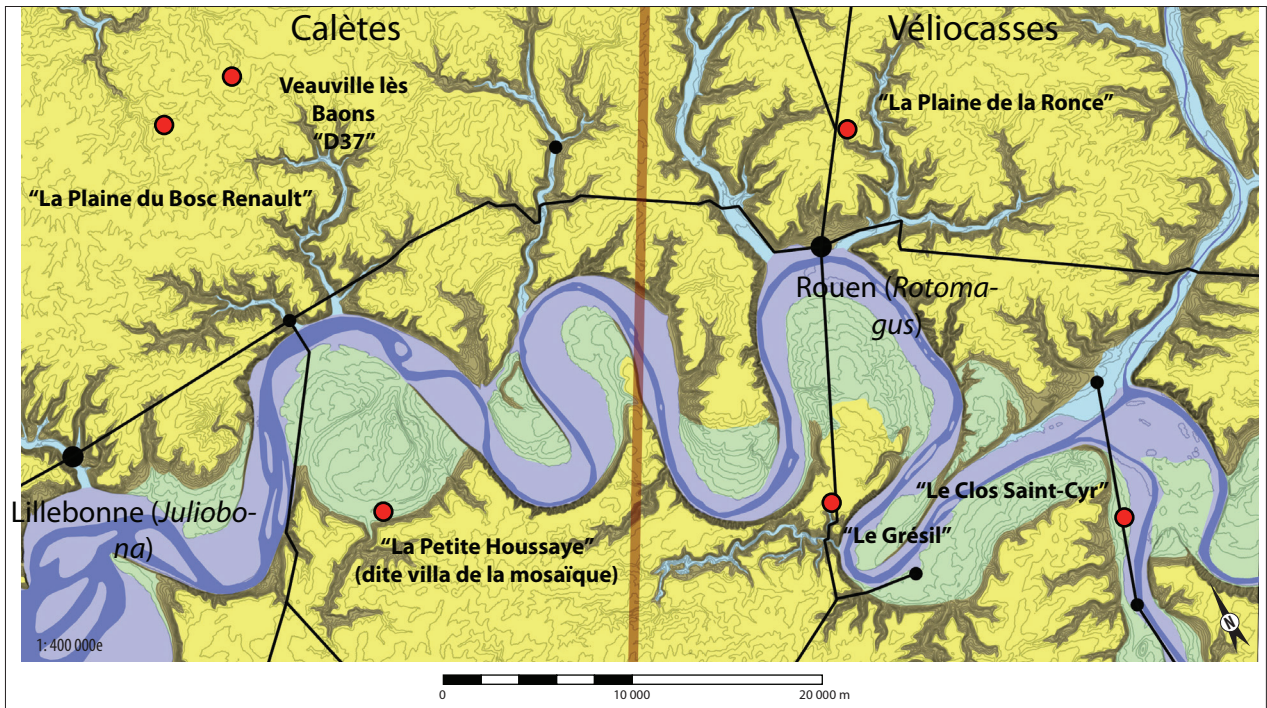 Calètes
Véliocasses
Veauville lès
Baons
“D37”
“La Plaine de la Ronce”
“La Plaine du Bosc Renault”
Rouen (Rotoma-
gus)
Lillebonne (Juliobo-
na)
“La Petite Houssaye”
(dite villa de la mosaïque)
“Le Clos Saint-Cyr”
“Le Grésil”
1: 400 000e
N
0 10 000 20 000 m